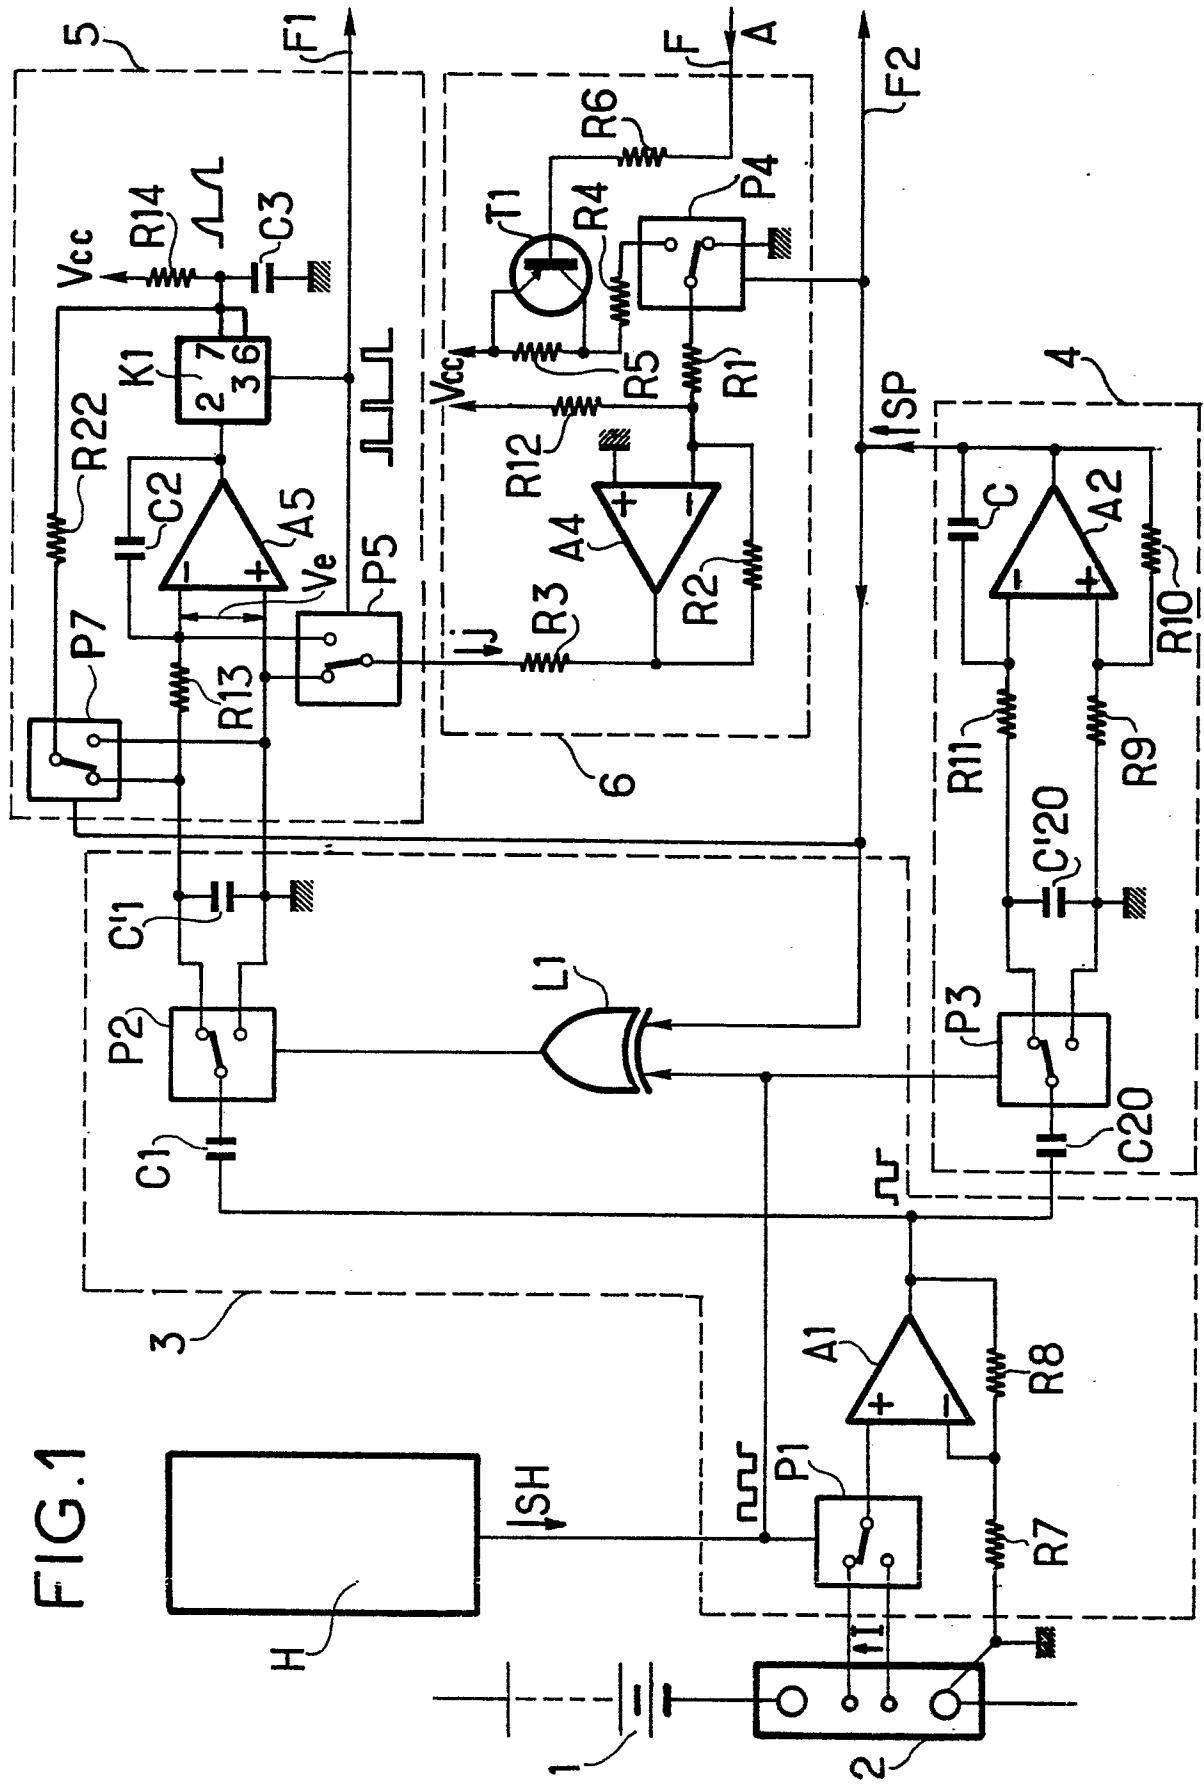 FIG.1
H
SH
1
2
I
3
P1
A1
+
−
R7
R8
C1
P2
C'1
L1
C20
P3
C'20
R9
R11
R10
A2
−
+
C
4
SP
5
P7
R22
R13
C2
A5
−
+
Ve
P5
K1
2
7
6
3
Vcc
R14
C3
F1
6
J
R3
R2
A4
+
−
R12
Vcc
R5
R1
R4
T1
R6
P4
F
A
F2